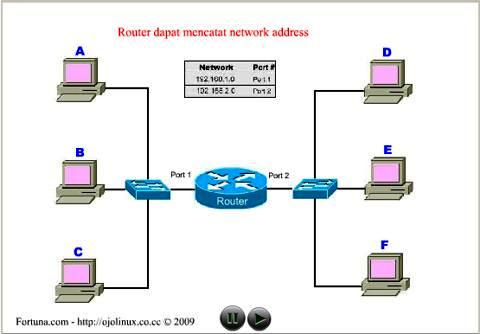 Router dapat mencatat network address
A
D
Network Port #
192.160.1.0 Port 1
192.168.2.0 Port 2
B
E
Port 1
Port 2
Router
C
F
Fortuna.com - http://ojolinux.co.cc © 2009